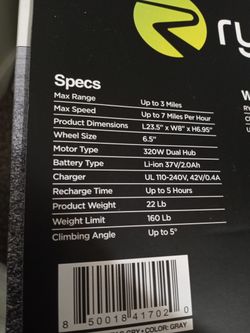 ry
Specs
W
Max Range Up to 3 Miles
Max Speed Up to 7 Miles Per Hour
Product Dimensions L23.5" x W8" x H6.95"
Wheel Size 6.5"
Motor Type 320W Dual Hub
Battery Type Li-ion 37V/2.0Ah
Charger UL 110-240V, 42V/0.4A
Recharge Time Up to 5 Hours
Product Weight 22 Lb
Weight Limit 160 Lb
Climbing Angle Up to 5°
COLOR: GRAY
8 50018 41702 0